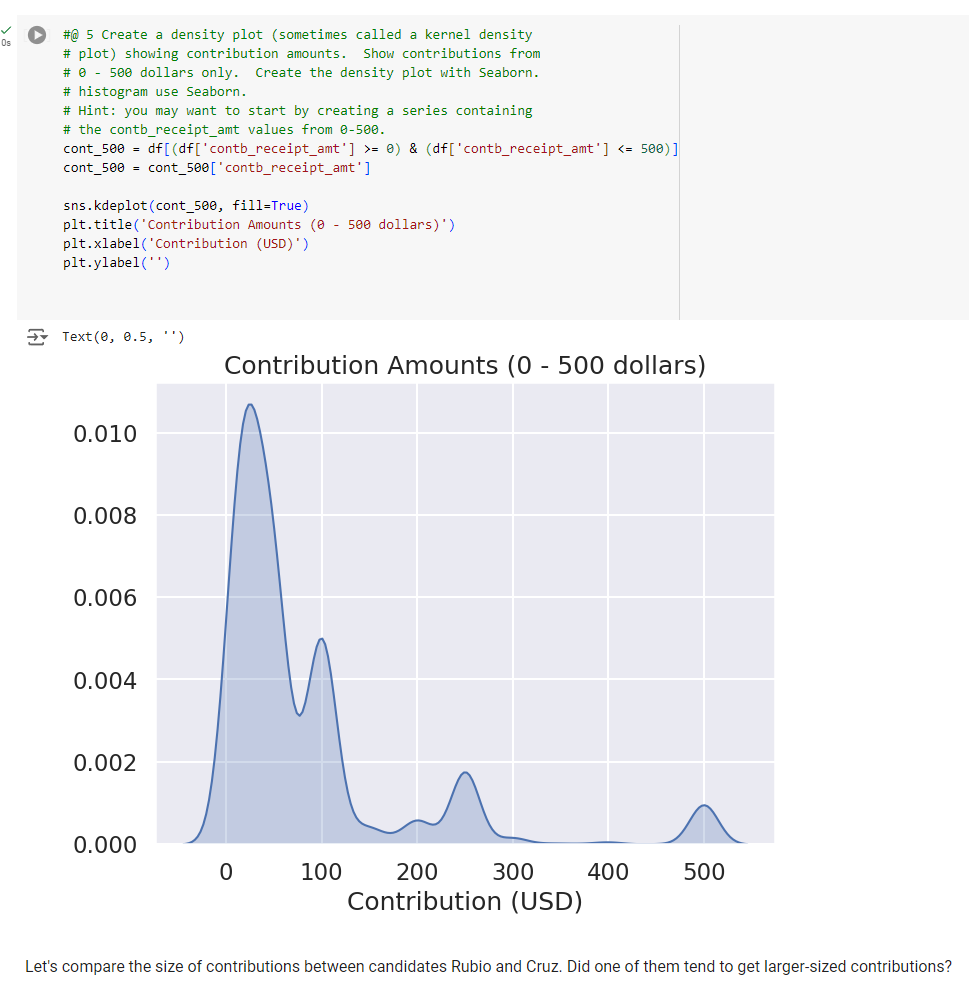 0s
#@ 5 Create a density plot (sometimes called a kernel density
# plot) showing contribution amounts.  Show contributions from
# 0 - 500 dollars only.  Create the density plot with Seaborn.
# histogram use Seaborn.
# Hint: you may want to start by creating a series containing
# the contb_receipt_amt values from 0-500.
cont_500 = df[(df['contb_receipt_amt'] >= 0) & (df['contb_receipt_amt'] <= 500)]
cont_500 = cont_500['contb_receipt_amt']
sns.kdeplot(cont_500, fill=True)
plt.title('Contribution Amounts (0 - 500 dollars)')
plt.xlabel('Contribution (USD)')
plt.ylabel('')
Text(0, 0.5, '')
Contribution Amounts (0 - 500 dollars)
0.010
0.008
0.006
0.004
0.002
0.000
0 100 200 300 400 500
Contribution (USD)
Let's compare the size of contributions between candidates Rubio and Cruz. Did one of them tend to get larger-sized contributions?